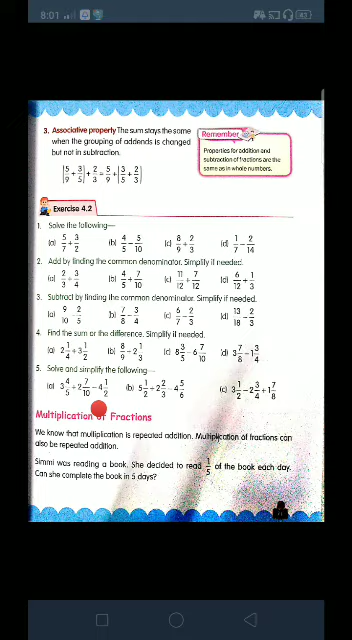 8:01
3. Associative property The sum stays the same
when the grouping of addends is changed
but not in subtraction.
[5/9 + 3/5] + 2/3 = 5/9 + [3/5 + 2/3]
Remember
Properties for addition and
subtraction of fractions are the
same as in whole numbers.
Exercise 4.2
1. Solve the following—
(a) 5/7 + 3/2 (b) 4/5 − 5/10 (c) 8/9 + 2/3 (d) 1/7 − 2/14
2. Add by finding the common denominator. Simplify if needed.
(a) 2/3 + 3/4 (b) 4/5 + 7/10 (c) 11/12 + 7/12 (d) 6/12 + 1/3
3. Subtract by finding the common denominator. Simplify if needed.
(a) 9/10 − 2/5 (b) 7/8 − 3/4 (c) 6/7 − 2/3 (d) 13/18 − 2/3
4. Find the sum or the difference. Simplify if needed.
(a) 2 1/4 + 3 1/2 (b) 8/9 + 2 1/3 (c) 8 3/5 − 6 7/10 (d) 3 7/8 − 1 3/4
5. Solve and simplify the following—
(a) 3 4/5 + 2 7/10 − 4 1/2 (b) 5 1/2 + 2 2/3 − 4 5/6 (c) 3 1/2 − 2 3/4 + 1 7/8
Multiplication of Fractions
We know that multiplication is repeated addition. Multiplication of fractions can
also be repeated addition.
Simmi was reading a book. She decided to read 1/5 of the book each day.
Can she complete the book in 5 days?